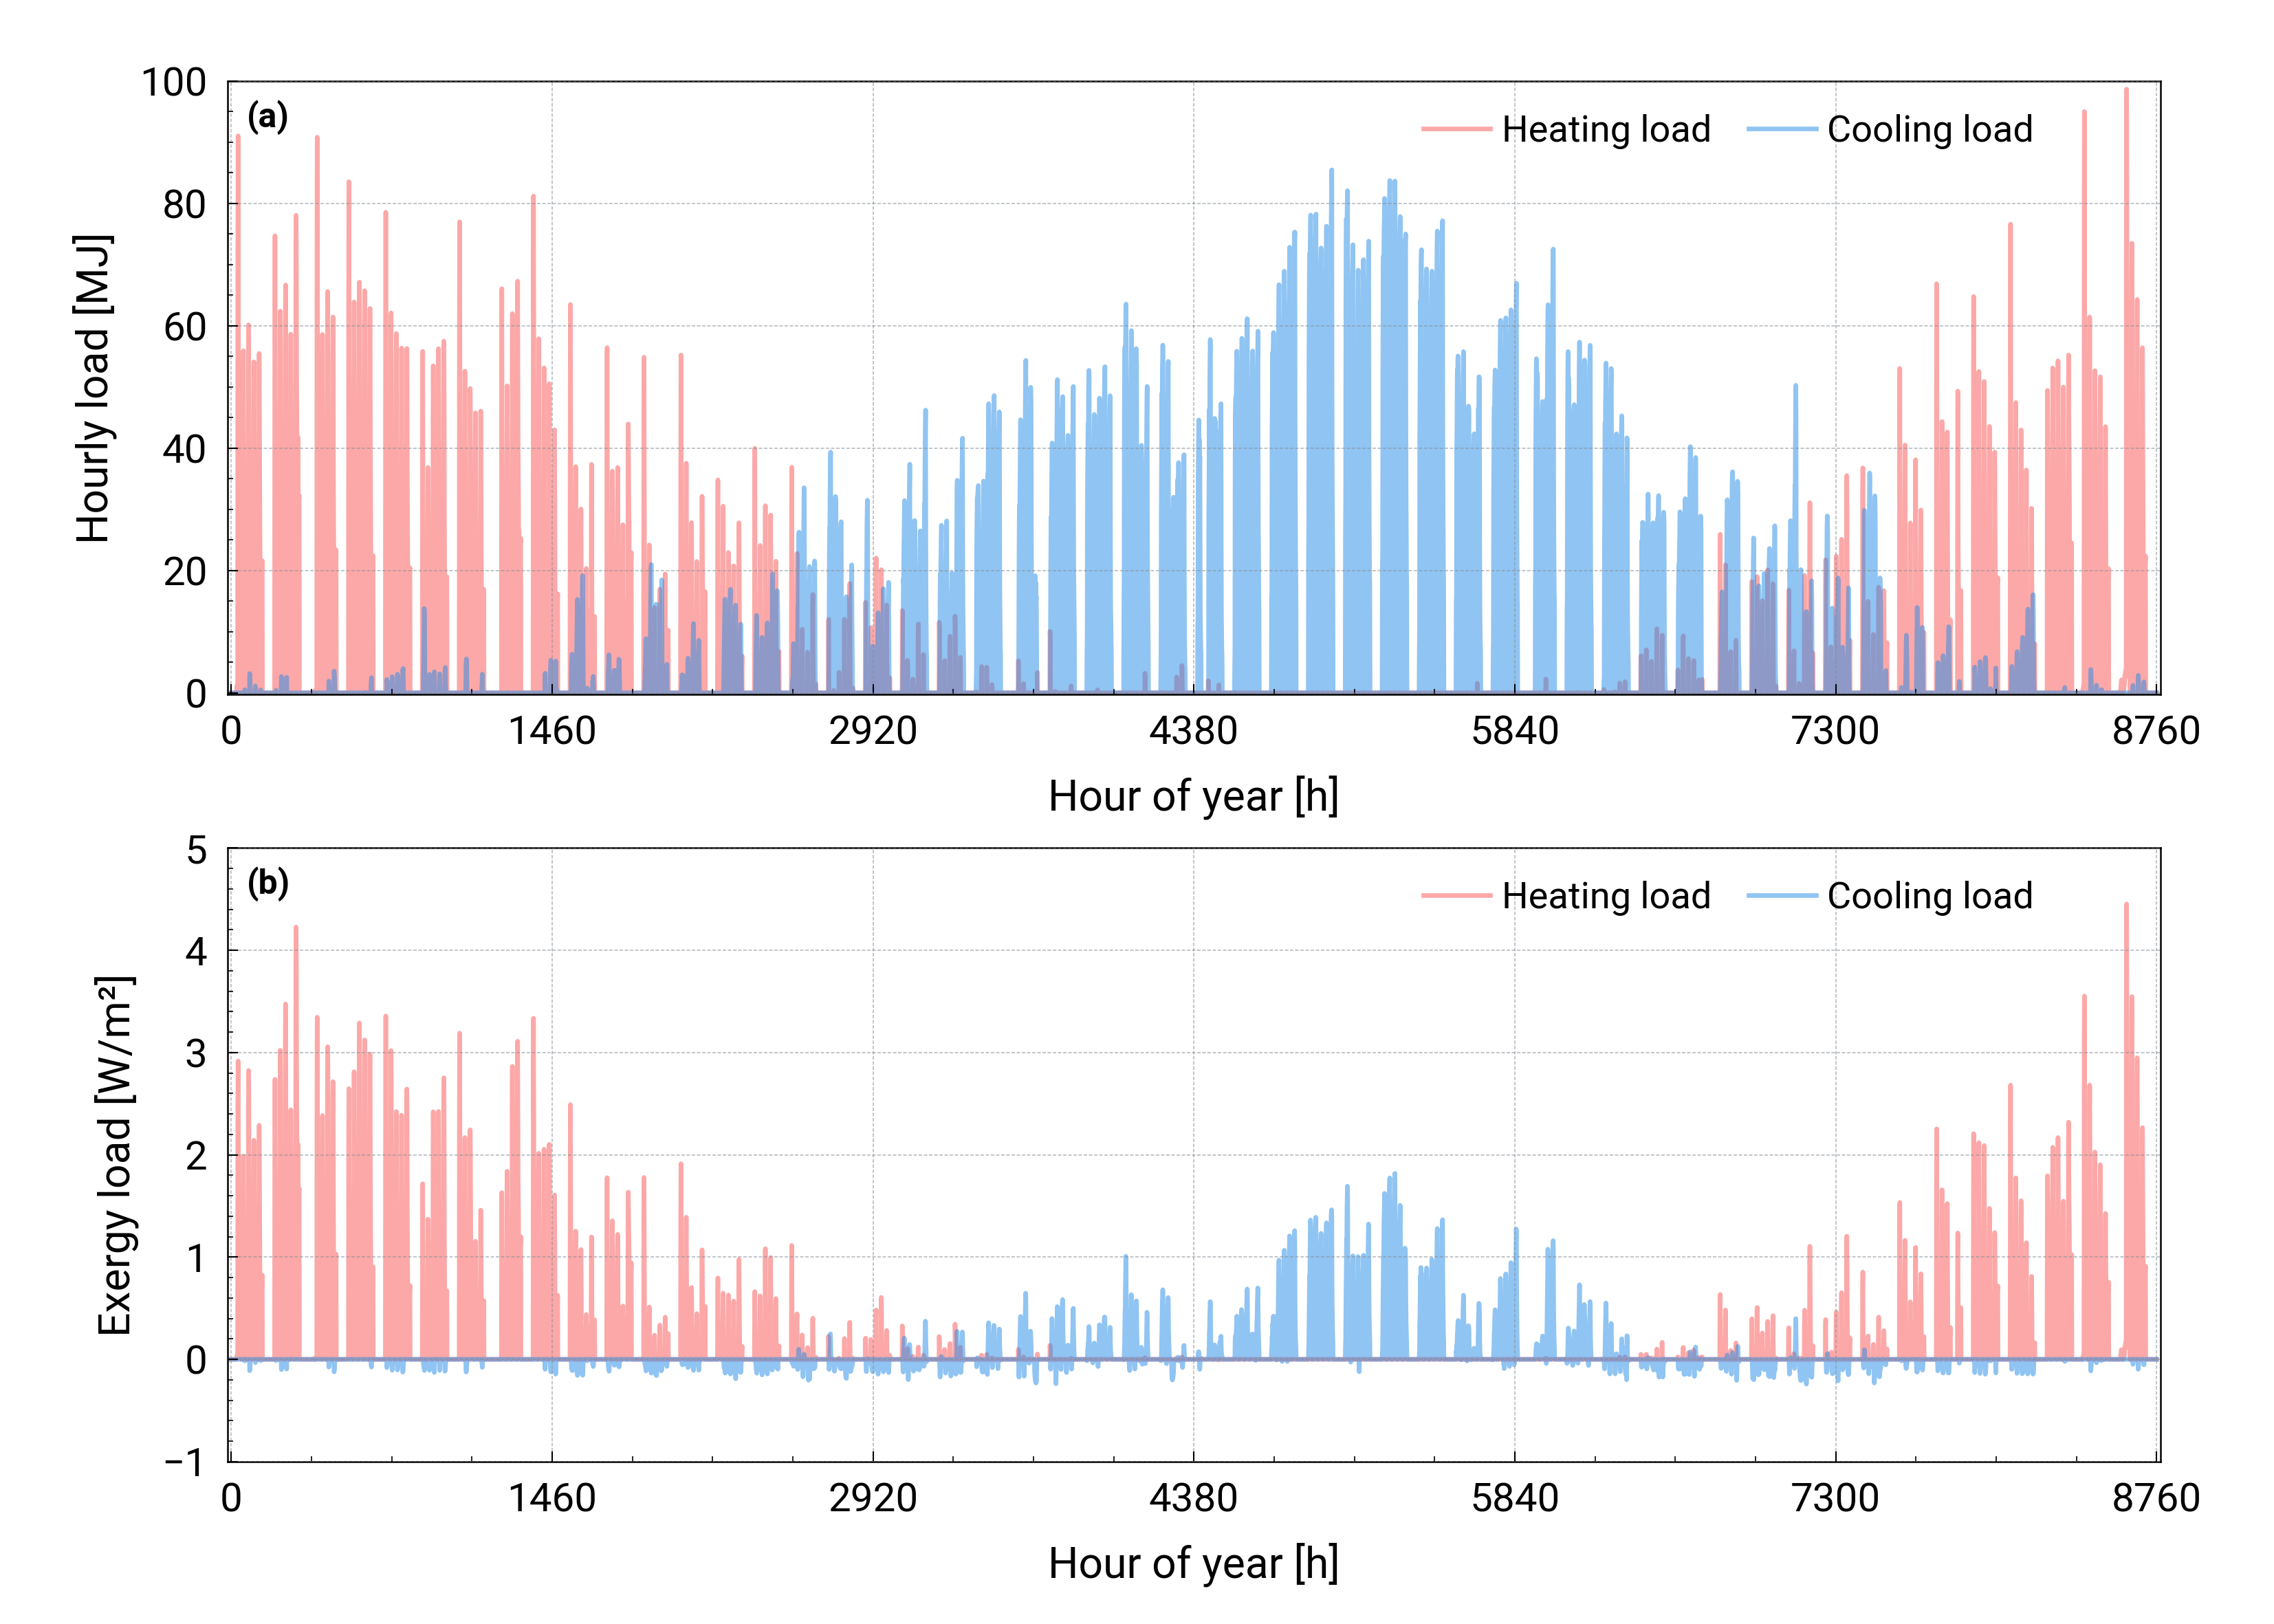 (a)
Heating load
Cooling load
Hourly load [MJ]
100
80
60
40
20
0
0 1460 2920 4380 5840 7300 8760
Hour of year [h]
(b)
Heating load
Cooling load
Exergy load [W/m²]
5
4
3
2
1
0
−1
0 1460 2920 4380 5840 7300 8760
Hour of year [h]